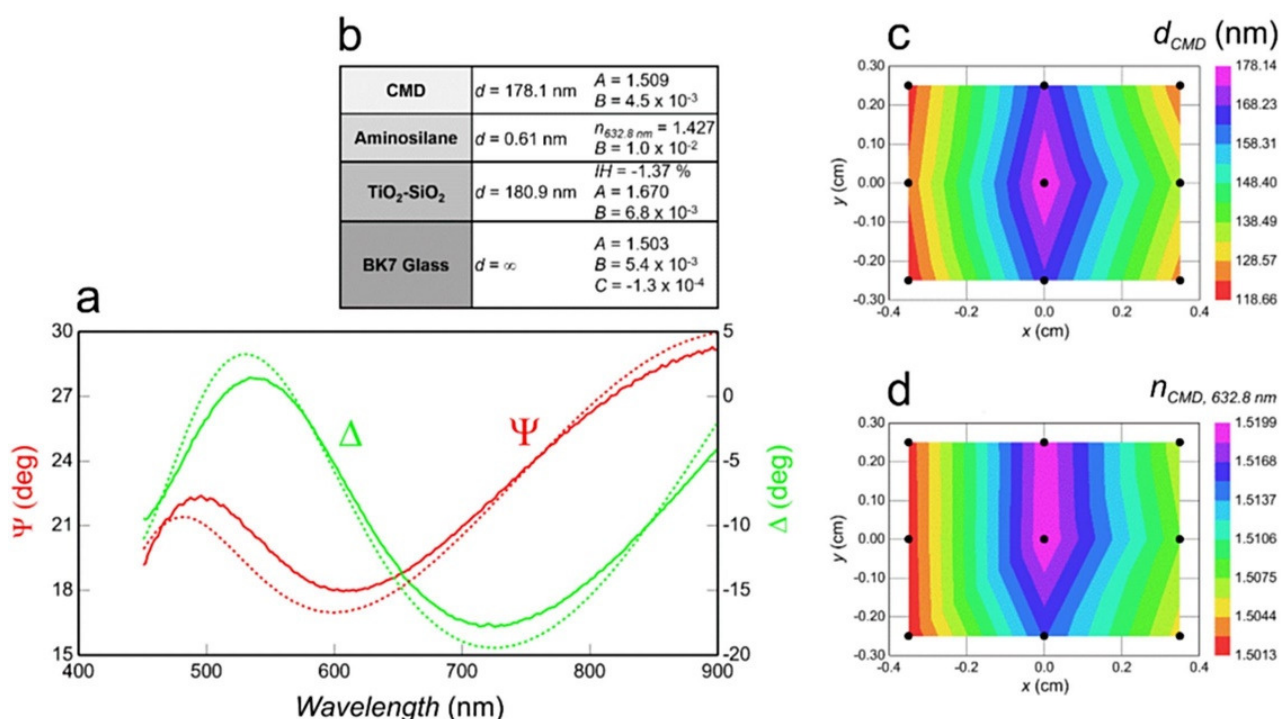 b
CMD d = 178.1 nm A = 1.509
B = 4.5 x 10⁻³
Aminosilane d = 0.61 nm n632.8 nm = 1.427
B = 1.0 x 10⁻²
TiO₂-SiO₂ d = 180.9 nm IH = -1.37 %
A = 1.670
B = 6.8 x 10⁻³
BK7 Glass d = ∞ A = 1.503
B = 5.4 x 10⁻³
C = -1.3 x 10⁻⁴
a
30
27
24
21
18
15
Ψ (deg)
5
0
-5
-10
-15
-20
Δ (deg)
Δ
Ψ
400 500 600 700 800 900
Wavelength (nm)
c
dCMD (nm)
0.30
0.20
0.10
0.00
-0.10
-0.20
-0.30
y (cm)
-0.4 -0.2 0.0 0.2 0.4
x (cm)
178.14
168.23
158.31
148.40
138.49
128.57
118.66
d
nCMD, 632.8 nm
0.30
0.20
0.10
0.00
-0.10
-0.20
-0.30
y (cm)
-0.4 -0.2 0.0 0.2 0.4
x (cm)
1.5199
1.5168
1.5137
1.5106
1.5075
1.5044
1.5013